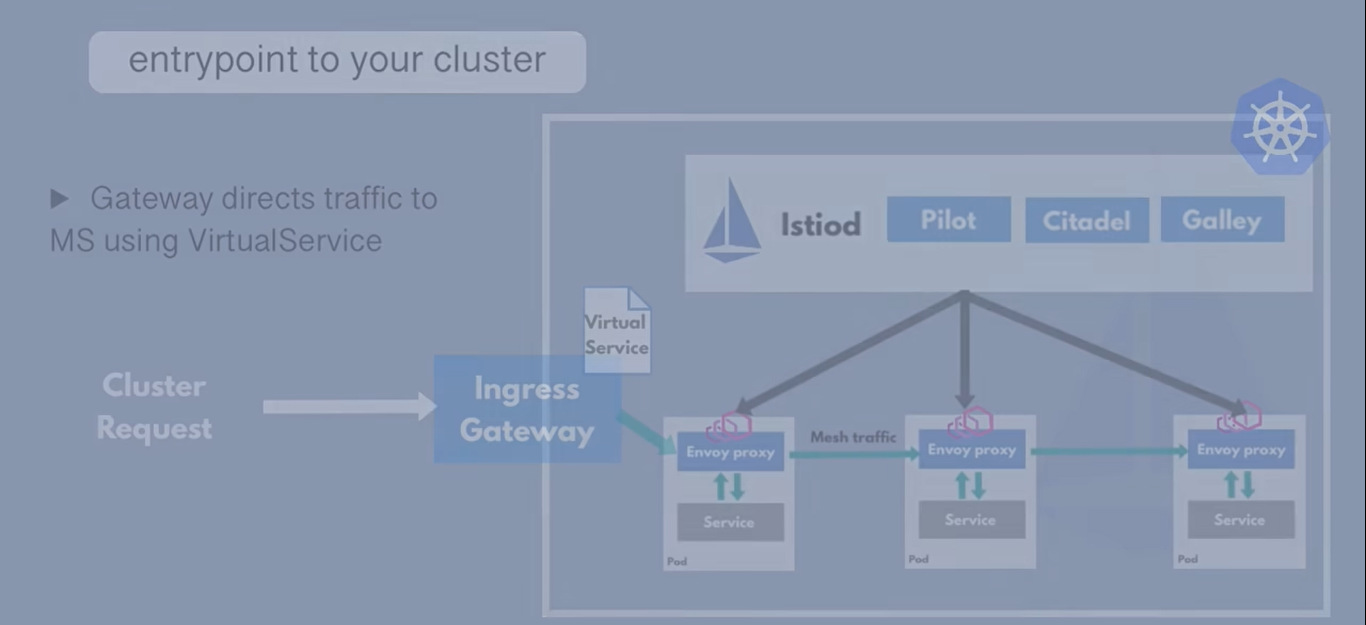 entrypoint to your cluster
▶ Gateway directs traffic to
MS using VirtualService
Istiod
Pilot
Citadel
Galley
Virtual
Service
Cluster
Request
Ingress
Gateway
Envoy proxy
Service
Pod
Mesh traffic
Envoy proxy
Service
Pod
Envoy proxy
Service
Pod